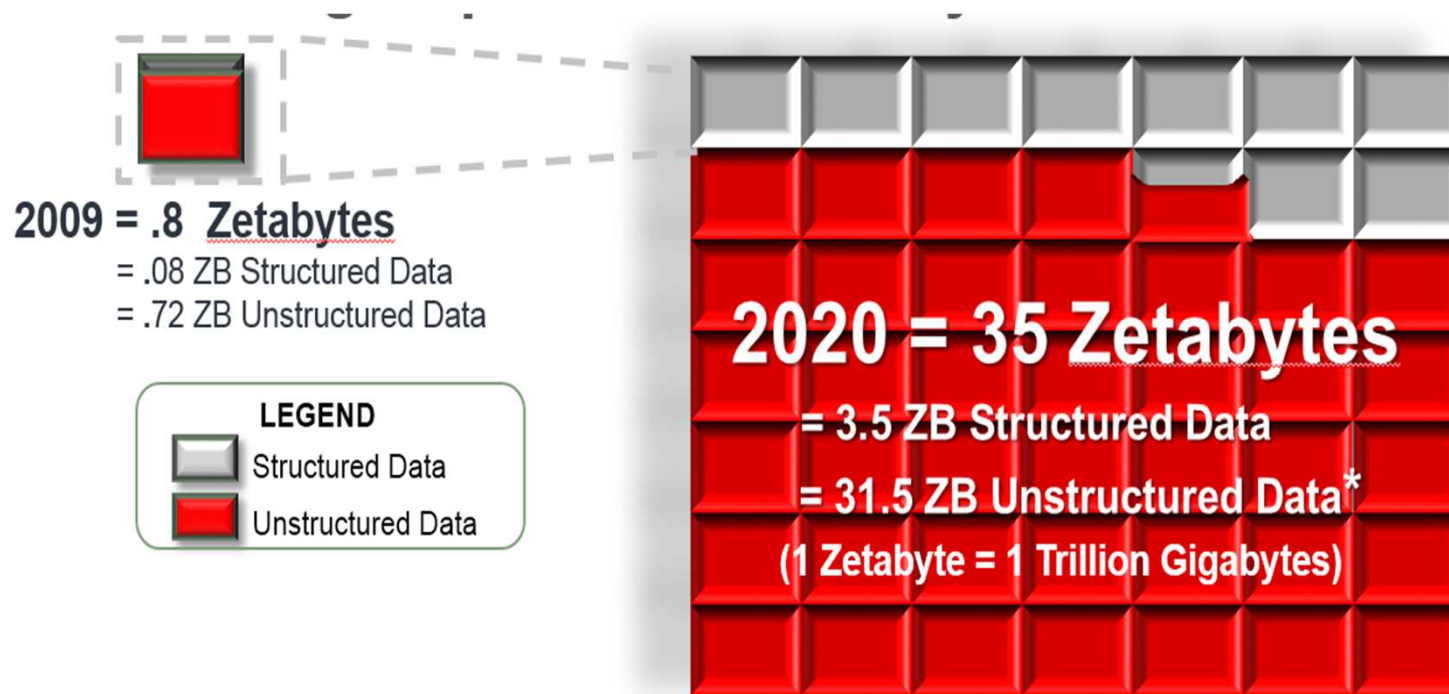 2009 = .8 Zetabytes
= .08 ZB Structured Data
= .72 ZB Unstructured Data
LEGEND
Structured Data
Unstructured Data
2020 = 35 Zetabytes
= 3.5 ZB Structured Data
= 31.5 ZB Unstructured Data*
(1 Zetabyte = 1 Trillion Gigabytes)